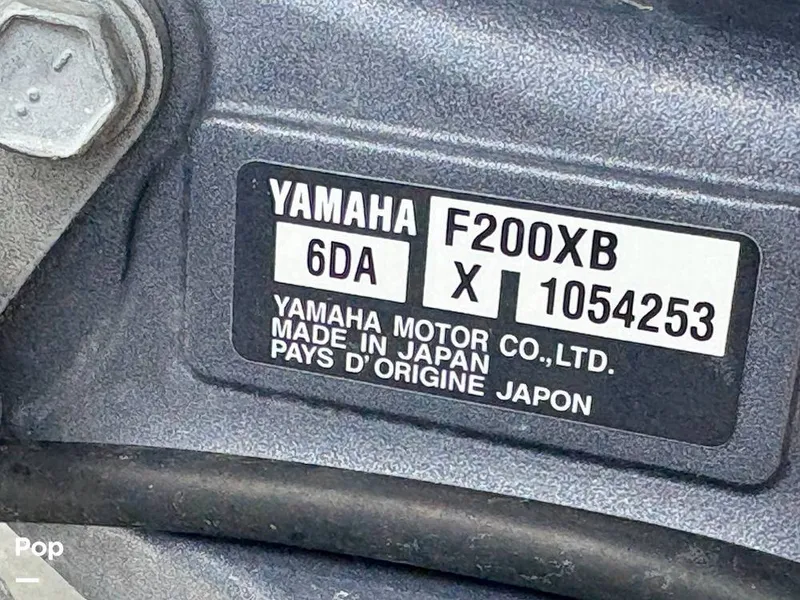 YAMAHA F200XB
6DA X 1054253
YAMAHA MOTOR CO.,LTD.
MADE IN JAPAN
PAYS D'ORIGINE JAPON
Pop